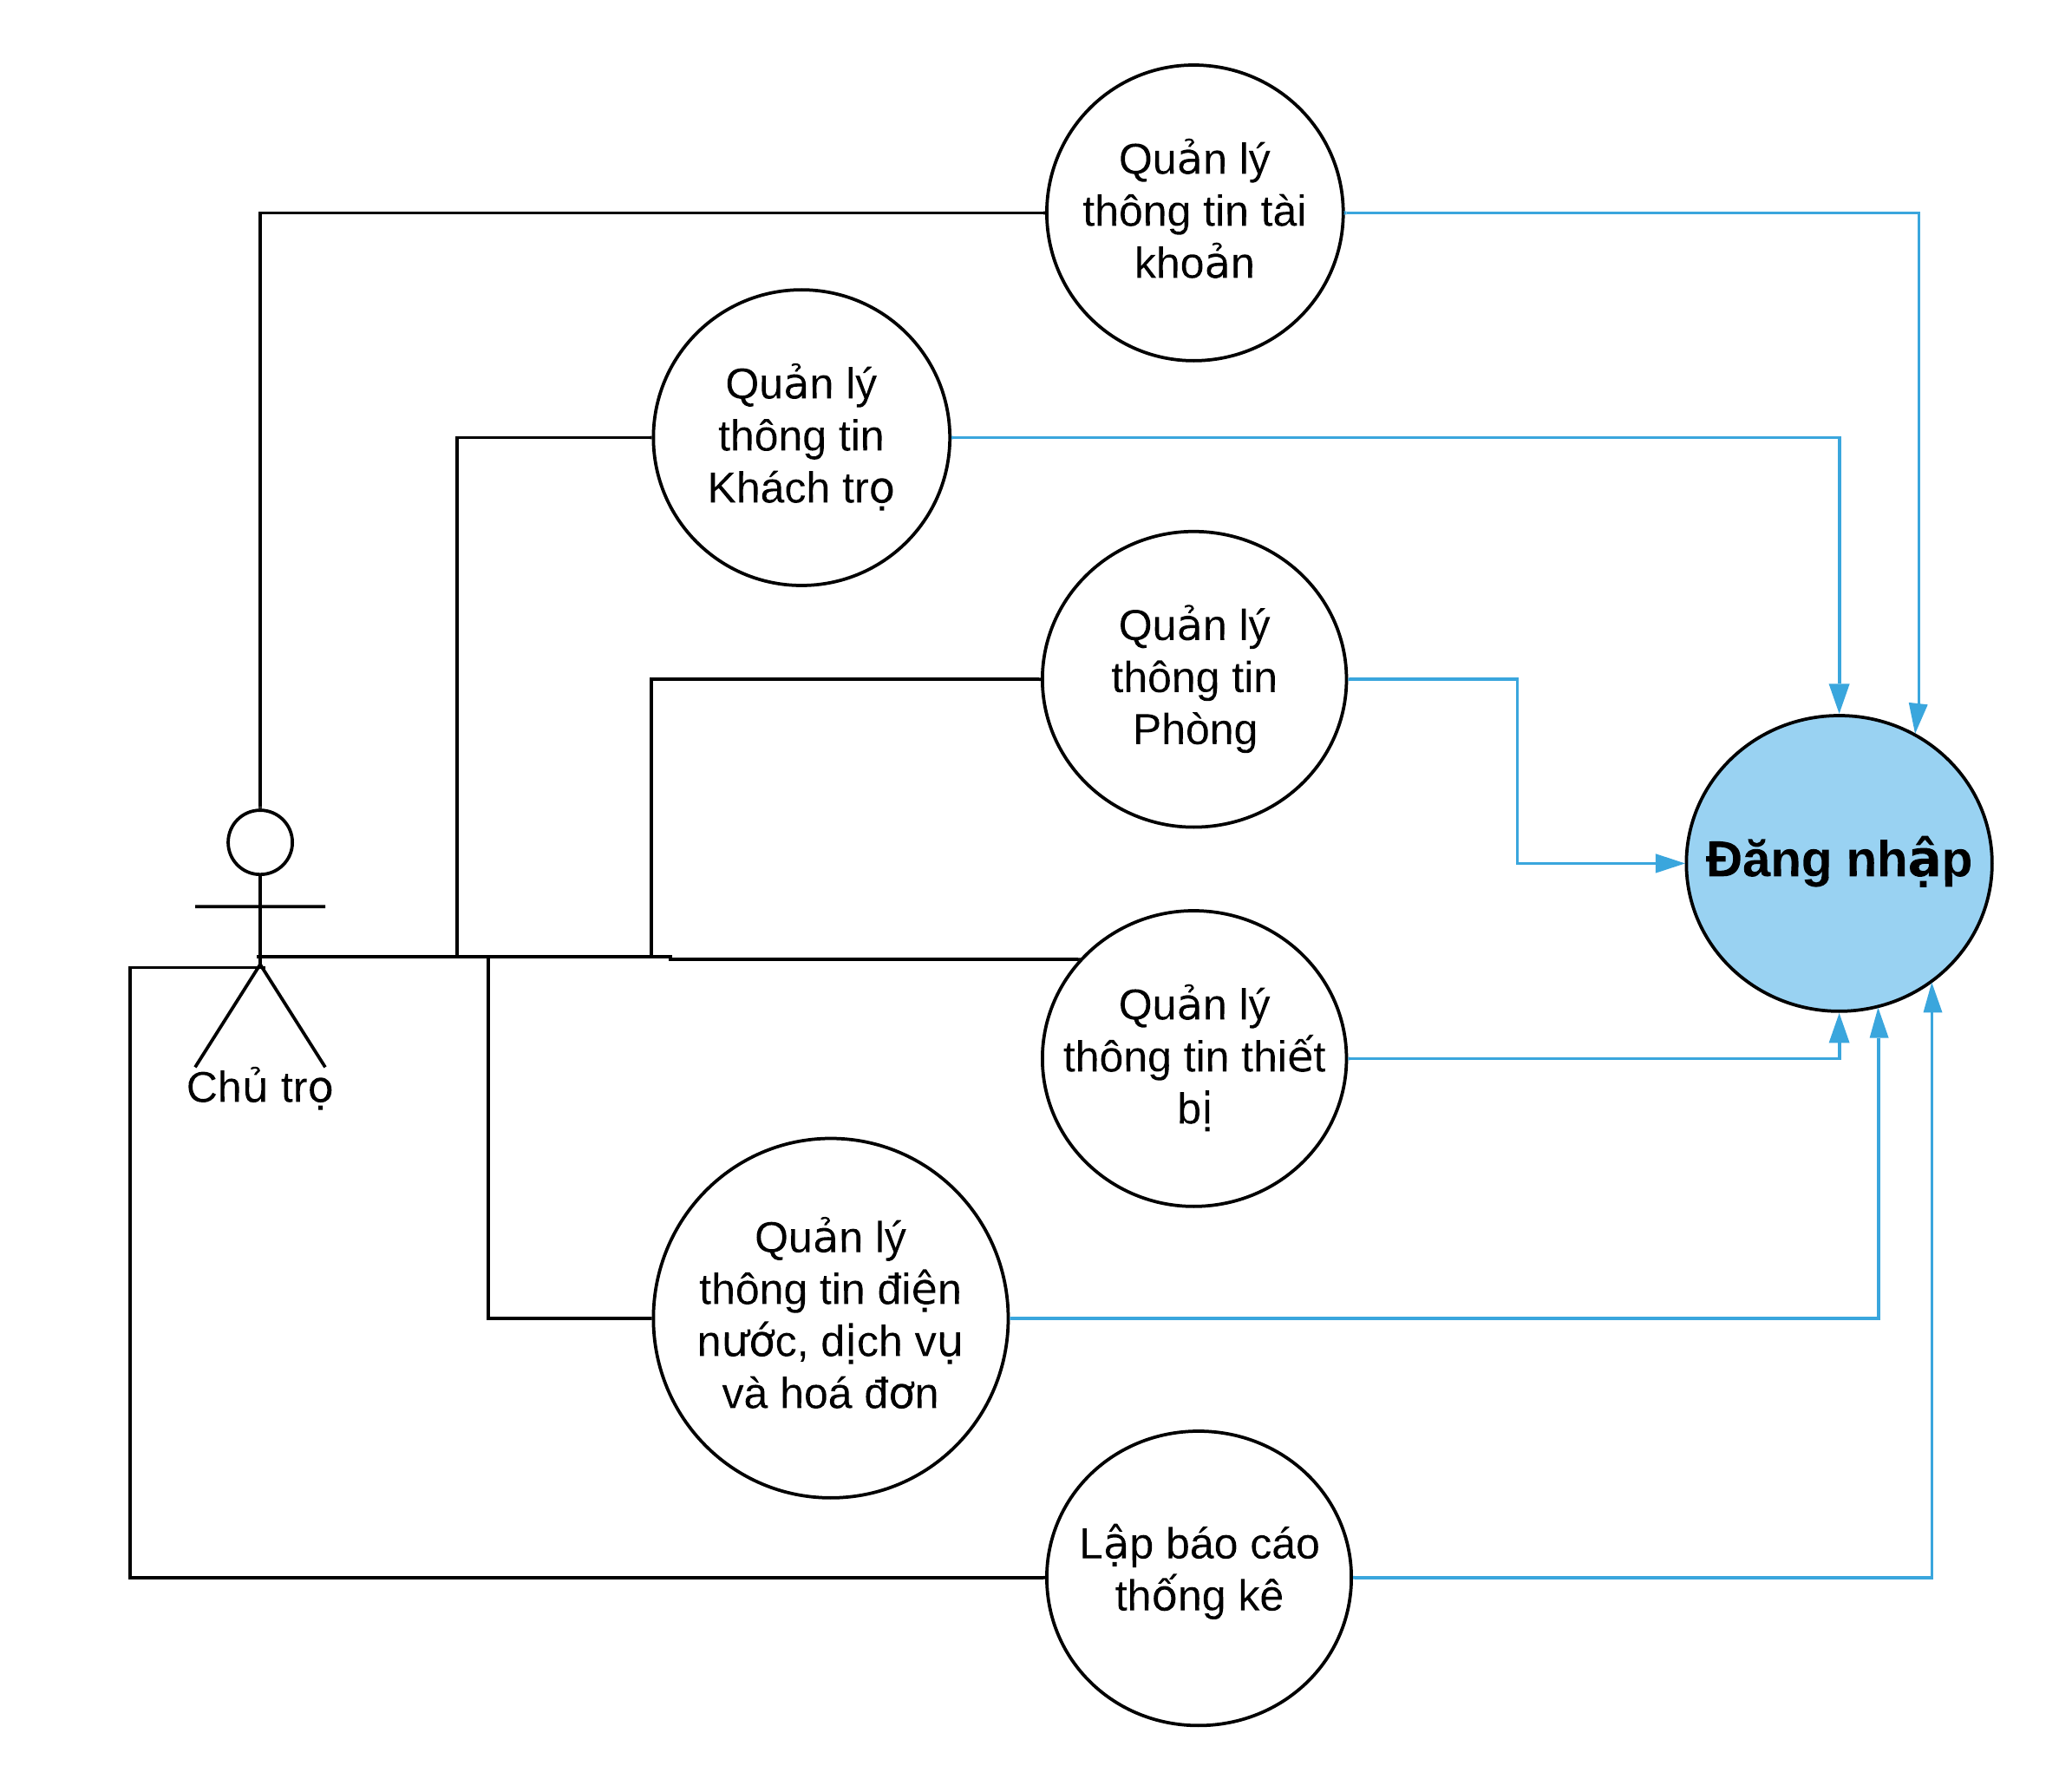 Quản lý
thông tin tài
khoản
Quản lý
thông tin
Khách trọ
Quản lý
thông tin
Phòng
Đăng nhập
Quản lý
thông tin thiết
bị
Chủ trọ
Quản lý
thông tin điện
nước, dịch vụ
và hoá đơn
Lập báo cáo
thống kê